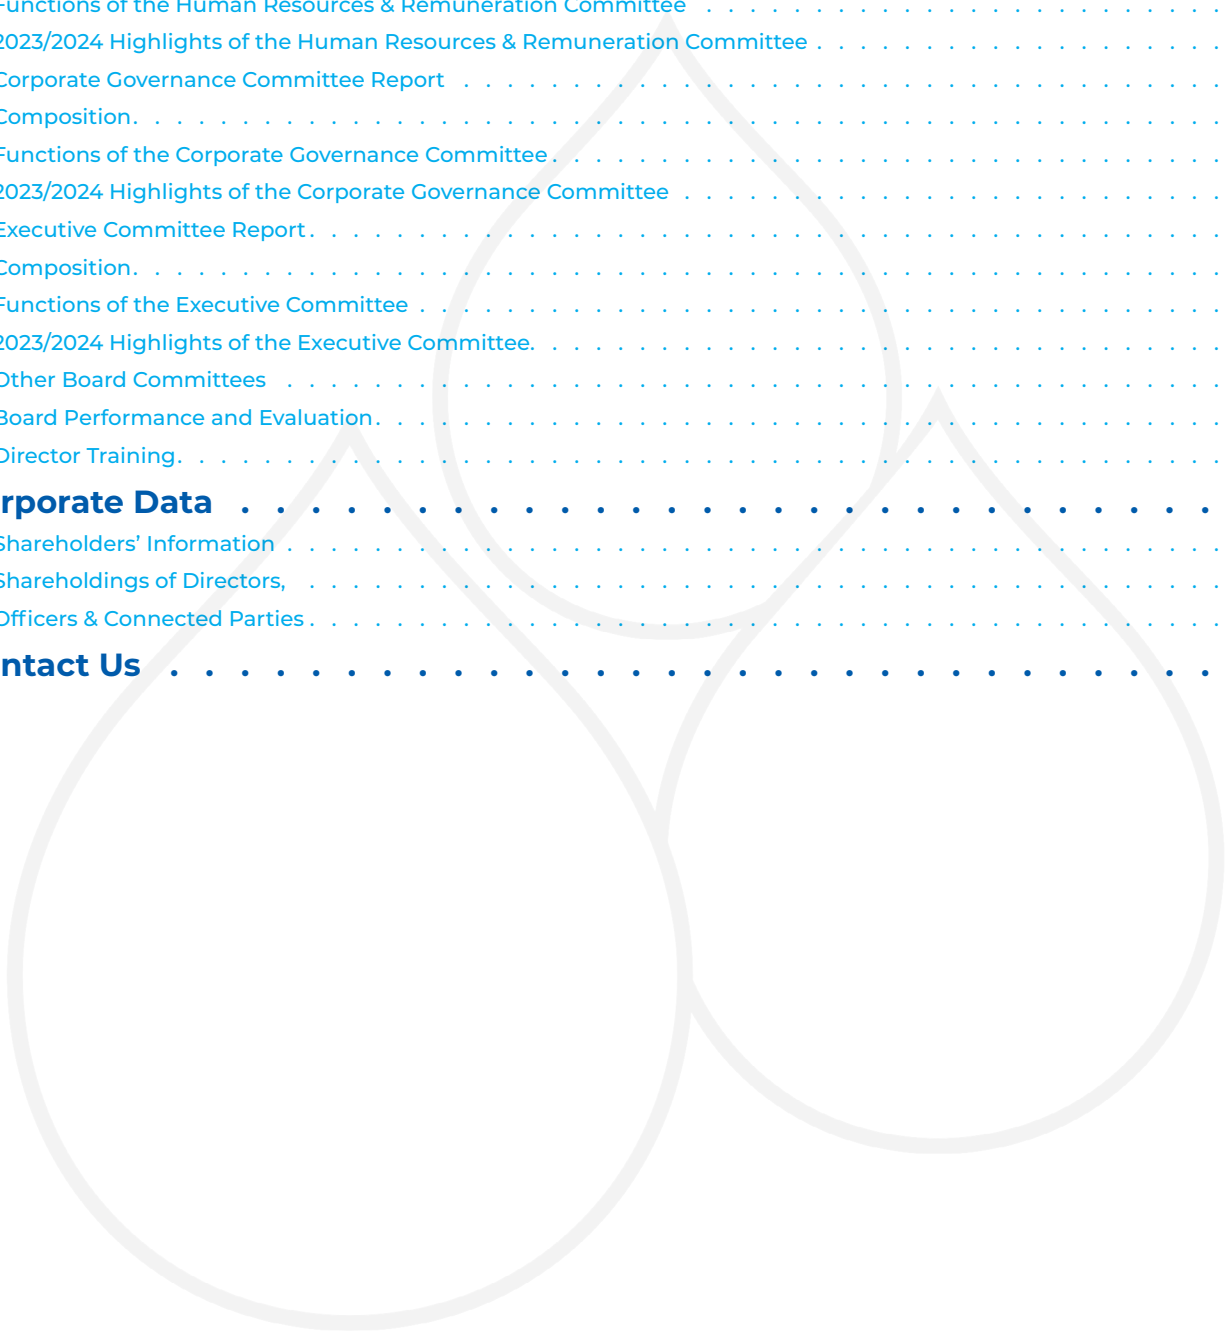 Functions of the Human Resources & Remuneration Committee . . . . . . . . . . . . . . . . . . . . . . . .
2023/2024 Highlights of the Human Resources & Remuneration Committee . . . . . . . . . . . . . . . . . . .
Corporate Governance Committee Report . . . . . . . . . . . . . . . . . . . . . . . . . . . . . . . . . . .
Composition. . . . . . . . . . . . . . . . . . . . . . . . . . . . . . . . . . . . . . . . . . . . . . . . . .
Functions of the Corporate Governance Committee . . . . . . . . . . . . . . . . . . . . . . . . . . . . . . .
2023/2024 Highlights of the Corporate Governance Committee . . . . . . . . . . . . . . . . . . . . . . . . .
Executive Committee Report . . . . . . . . . . . . . . . . . . . . . . . . . . . . . . . . . . . . . . . . . .
Composition. . . . . . . . . . . . . . . . . . . . . . . . . . . . . . . . . . . . . . . . . . . . . . . . . .
Functions of the Executive Committee . . . . . . . . . . . . . . . . . . . . . . . . . . . . . . . . . . . . .
2023/2024 Highlights of the Executive Committee. . . . . . . . . . . . . . . . . . . . . . . . . . . . . . . .
Other Board Committees . . . . . . . . . . . . . . . . . . . . . . . . . . . . . . . . . . . . . . . . . . .
Board Performance and Evaluation . . . . . . . . . . . . . . . . . . . . . . . . . . . . . . . . . . . . . . .
Director Training. . . . . . . . . . . . . . . . . . . . . . . . . . . . . . . . . . . . . . . . . . . . . . . .
rporate Data . . . . . . . . . . . . . . . . . . . . . . . . . . . .
Shareholders’ Information . . . . . . . . . . . . . . . . . . . . . . . . . . . . . . . . . . . . . . . . . . .
Shareholdings of Directors, . . . . . . . . . . . . . . . . . . . . . . . . . . . . . . . . . . . . . . . . . .
Officers & Connected Parties . . . . . . . . . . . . . . . . . . . . . . . . . . . . . . . . . . . . . . . . . .
ntact Us . . . . . . . . . . . . . . . . . . . . . . . . . . . . . .